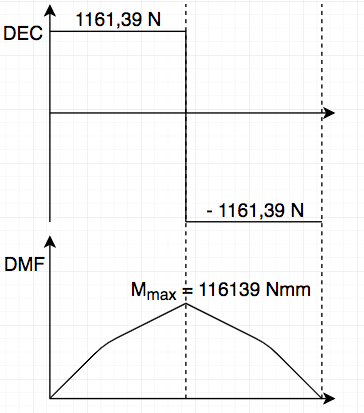 1161,39 N
DEC
- 1161,39 N
DMF
Mmax = 116139 Nmm